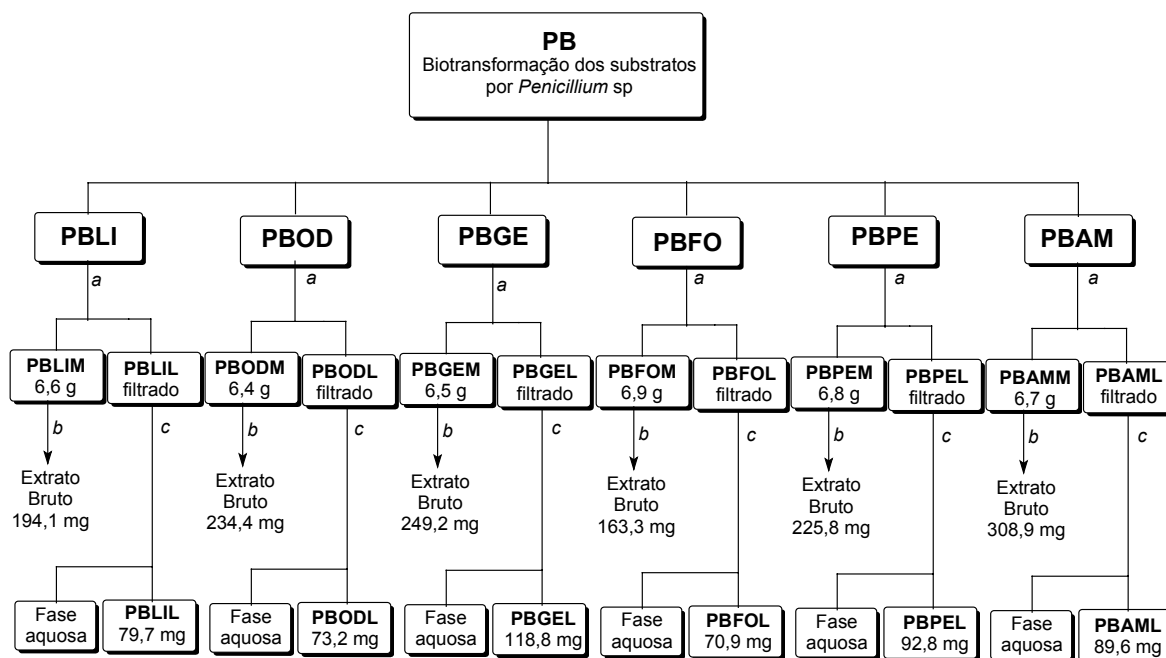 PB
Biotransformação dos substratos
por Penicillium sp
PBLI
PBOD
PBGE
PBFO
PBPE
PBAM
a
a
a
a
a
a
PBLIM
6,6 g
PBLIL
filtrado
PBODM
6,4 g
PBODL
filtrado
PBGEM
6,5 g
PBGEL
filtrado
PBFOM
6,9 g
PBFOL
filtrado
PBPEM
6,8 g
PBPEL
filtrado
PBAMM
6,7 g
PBAML
filtrado
b
c
b
c
b
c
b
c
b
c
b
c
Extrato
Bruto
194,1 mg
Extrato
Bruto
234,4 mg
Extrato
Bruto
249,2 mg
Extrato
Bruto
163,3 mg
Extrato
Bruto
225,8 mg
Extrato
Bruto
308,9 mg
Fase
aquosa
PBLIL
79,7 mg
Fase
aquosa
PBODL
73,2 mg
Fase
aquosa
PBGEL
118,8 mg
Fase
aquosa
PBFOL
70,9 mg
Fase
aquosa
PBPEL
92,8 mg
Fase
aquosa
PBAML
89,6 mg